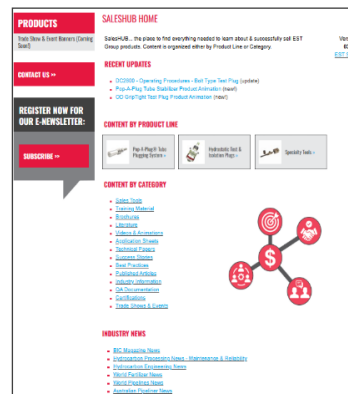 PRODUCTS
Trade Show & Event Banners (Coming
Soon!)
CONTACT US »
REGISTER NOW FOR
OUR E-NEWSLETTER:
SUBSCRIBE »
SALESHUB HOME
SalesHUB... the place to find everything needed to learn about & successfully sell EST
Group products. Content is organized either by Product Line or Category.
RECENT UPDATES
DC2000 - Operating Procedures - Bolt Type Test Plug (update)
Pop-A-Plug Tube Stabilizer Product Animation (new!)
OD GripTight Test Plug Product Animation (new!)
CONTENT BY PRODUCT LINE
Pop-A-Plug® Tube
Plugging System »
Hydrostatic Test &
Isolation Plugs »
Specialty Tools »
CONTENT BY CATEGORY
Sales Tools
Training Material
Brochures
Literature
Videos & Animations
Application Sheets
Technical Papers
Success Stories
Best Practices
Published Articles
Industry Information
QA Documentation
Certifications
Trade Shows & Events
$
INDUSTRY NEWS
BIC Magazine News
Hydrocarbon Processing News - Maintenance & Reliability
Hydrocarbon Engineering News
World Fertilizer News
World Pipelines News
Australian Pipeliner News